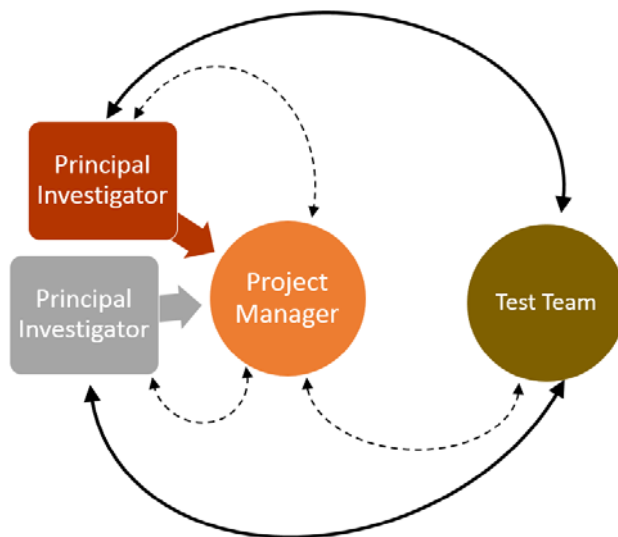 Principal
Investigator
Project
Manager
Test Team
Principal
Investigator